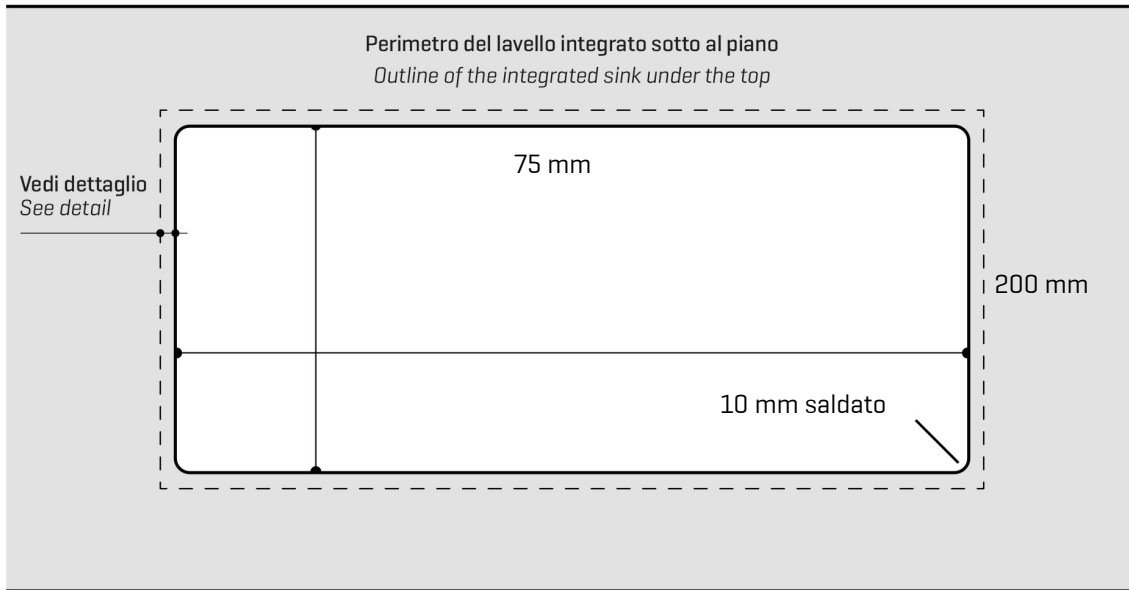 Perimetro del lavello integrato sotto al piano
Outline of the integrated sink under the top
75 mm
Vedi dettaglio
See detail
200 mm
10 mm saldato